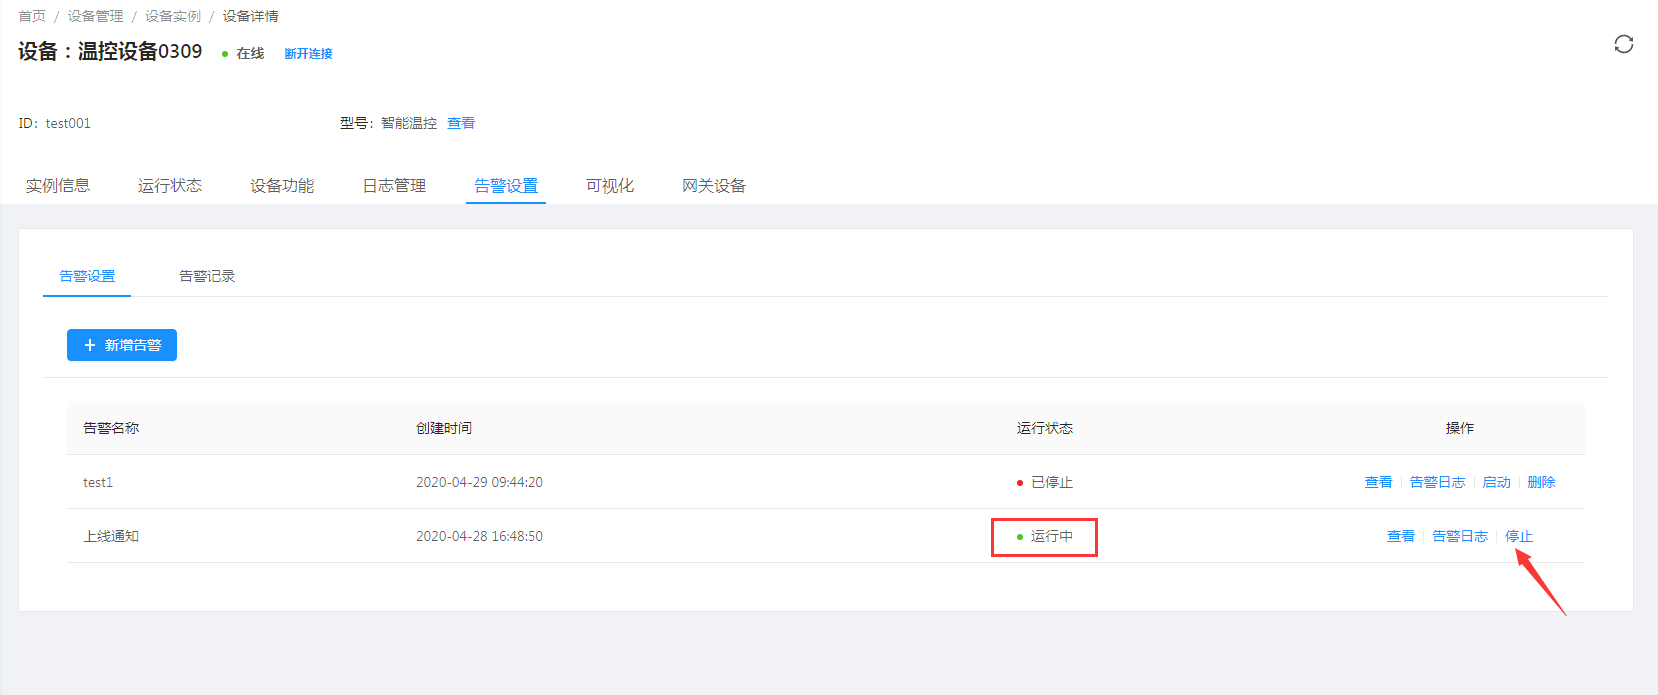 首页 / 设备管理 / 设备实例 / 设备详情
设备：温控设备0309 在线 断开连接
ID: test001 型号: 智能温控 查看
实例信息 运行状态 设备功能 日志管理 告警设置 可视化 网关设备
告警设置 告警记录
+ 新增告警
告警名称 创建时间 运行状态 操作
test1 2020-04-29 09:44:20 已停止 查看 告警日志 启动 删除
上线通知 2020-04-28 16:48:50 运行中 查看 告警日志 停止